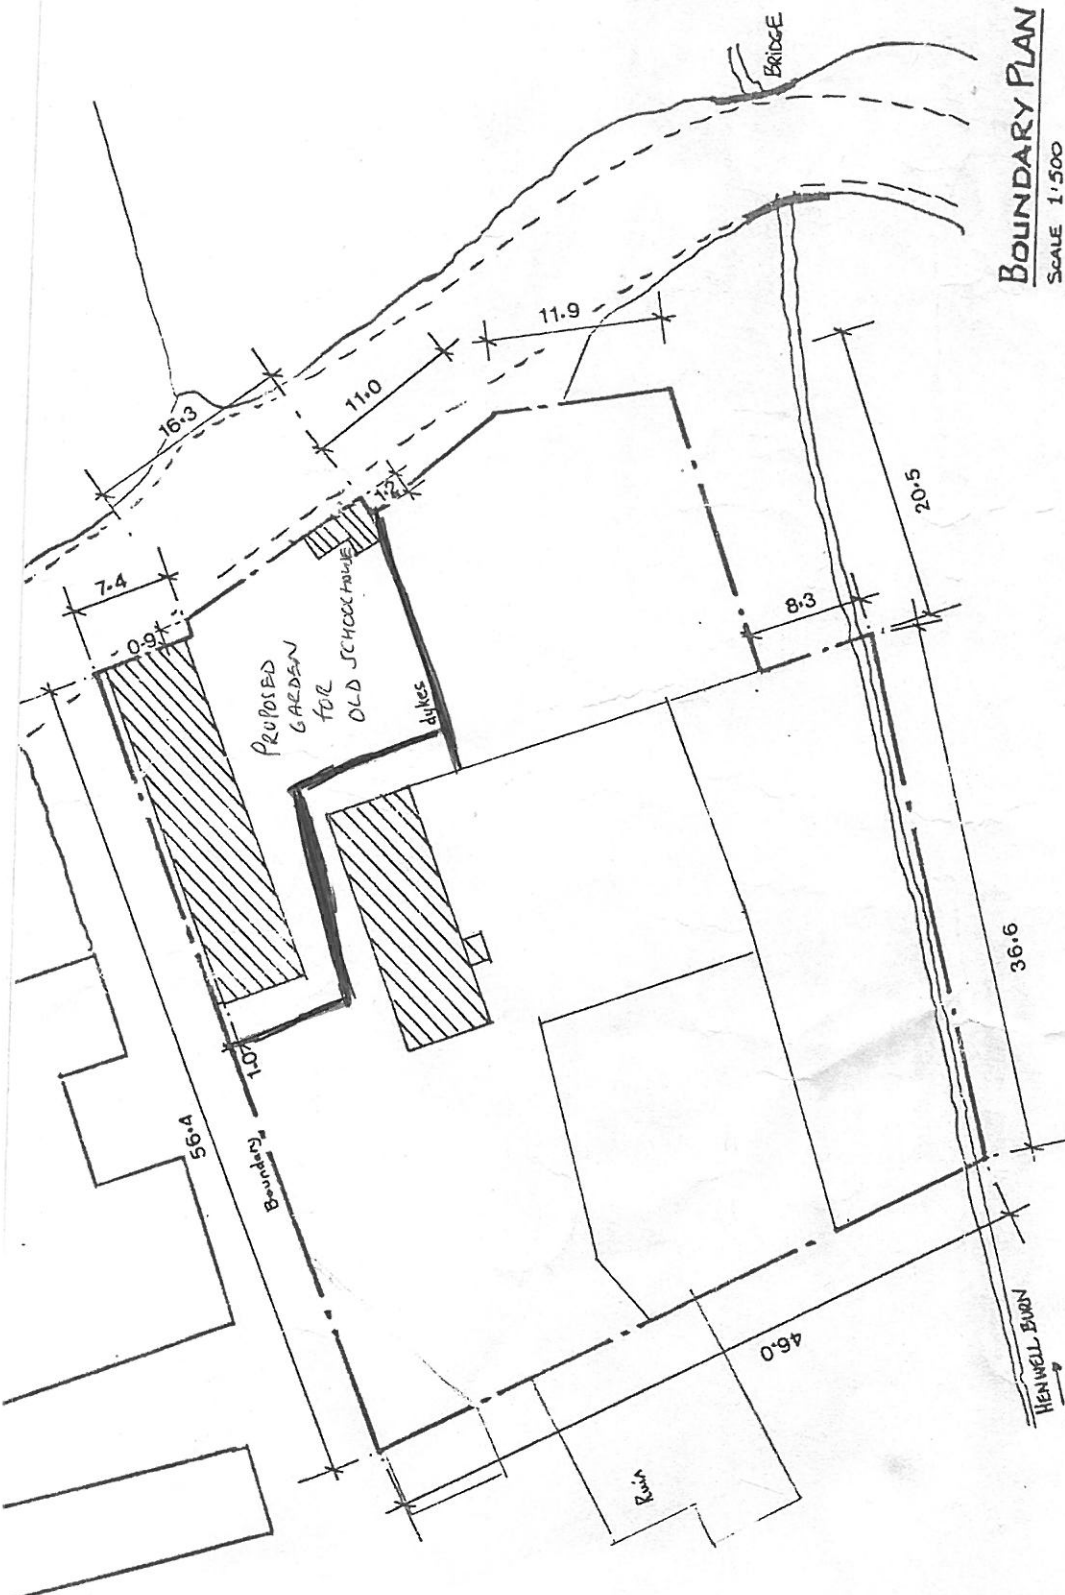 BOUNDARY PLAN
SCALE 1:500
BRIDGE
16.3
11.0
11.9
7.4
0.9
1.2
PROPOSED
GARDEN
FOR
OLD SCHOOLHOUSE
dykes
8.3
20.5
56.4
1.0
Boundary
36.6
46.0
Ruin
HENWELL BURN